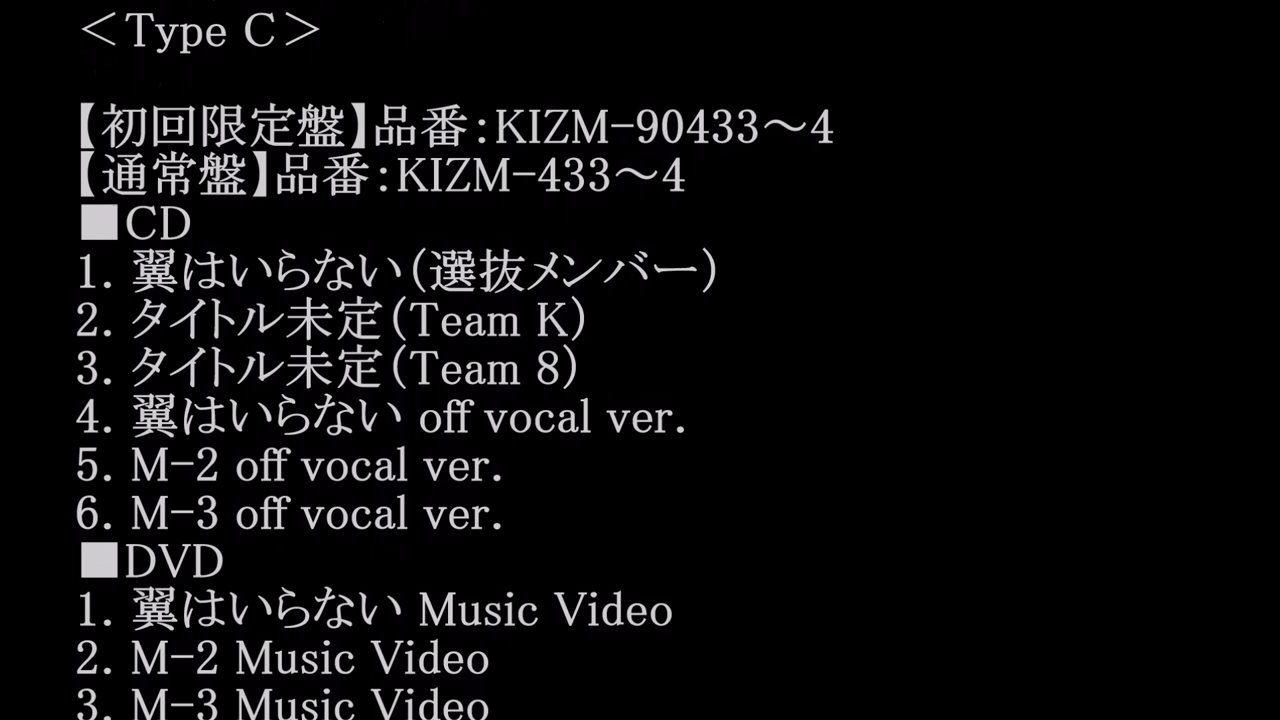 ＜Type C＞
【初回限定盤】品番：KIZM-90433～4
【通常盤】品番：KIZM-433～4
■CD
1. 翼はいらない（選抜メンバー）
2. タイトル未定（Team K）
3. タイトル未定（Team 8）
4. 翼はいらない off vocal ver.
5. M-2 off vocal ver.
6. M-3 off vocal ver.
■DVD
1. 翼はいらない Music Video
2. M-2 Music Video
3. M-3 Music Video